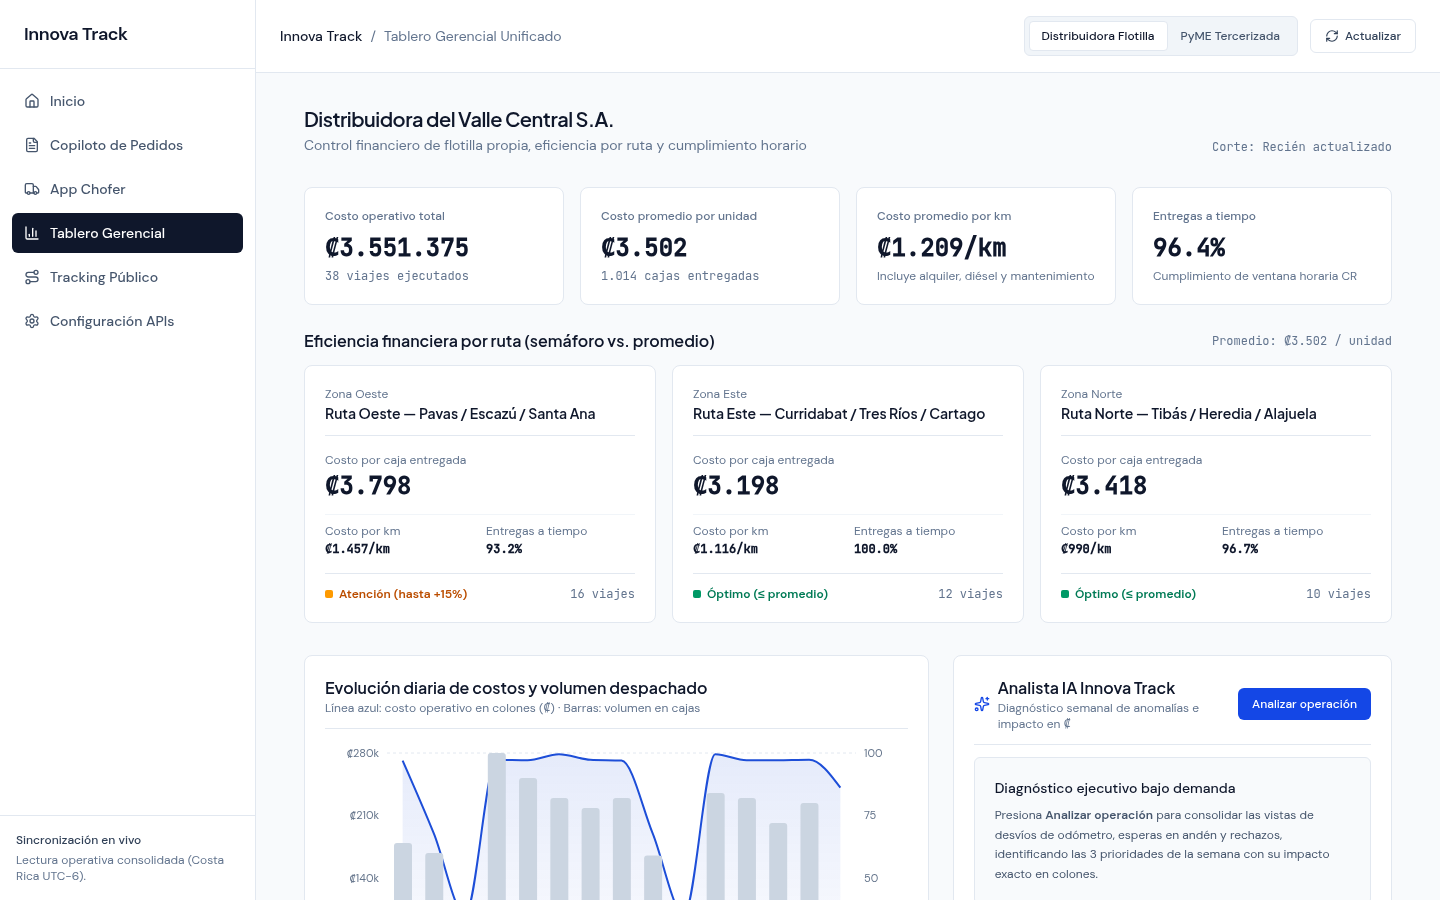 Innova Track
Inicio
Copiloto de Pedidos
App Chofer
Tablero Gerencial
Tracking Público
Configuración APIs
Sincronización en vivo
Lectura operativa consolidada (Costa
Rica UTC-6).
Innova Track / Tablero Gerencial Unificado
Distribuidora Flotilla
PyME Tercerizada
Actualizar
Distribuidora del Valle Central S.A.
Control financiero de flotilla propia, eficiencia por ruta y cumplimiento horario
Corte: Recién actualizado
Costo operativo total
₡3.551.375
38 viajes ejecutados
Costo promedio por unidad
₡3.502
1.014 cajas entregadas
Costo promedio por km
₡1.209/km
Incluye alquiler, diésel y mantenimiento
Entregas a tiempo
96.4%
Cumplimiento de ventana horaria CR
Eficiencia financiera por ruta (semáforo vs. promedio)
Promedio: ₡3.502 / unidad
Zona Oeste
Ruta Oeste — Pavas / Escazú / Santa Ana
Costo por caja entregada
₡3.798
Costo por km
₡1.457/km
Entregas a tiempo
93.2%
Atención (hasta +15%)
16 viajes
Zona Este
Ruta Este — Curridabat / Tres Ríos / Cartago
Costo por caja entregada
₡3.198
Costo por km
₡1.116/km
Entregas a tiempo
100.0%
Óptimo (≤ promedio)
12 viajes
Zona Norte
Ruta Norte — Tibás / Heredia / Alajuela
Costo por caja entregada
₡3.418
Costo por km
₡990/km
Entregas a tiempo
96.7%
Óptimo (≤ promedio)
10 viajes
Evolución diaria de costos y volumen despachado
Línea azul: costo operativo en colones (₡) · Barras: volumen en cajas
₡280k
₡210k
₡140k
100
75
50
Analista IA Innova Track
Diagnóstico semanal de anomalías e
impacto en ₡
Analizar operación
Diagnóstico ejecutivo bajo demanda
Presiona Analizar operación para consolidar las vistas de
desvíos de odómetro, esperas en andén y rechazos,
identificando las 3 prioridades de la semana con su impacto
exacto en colones.